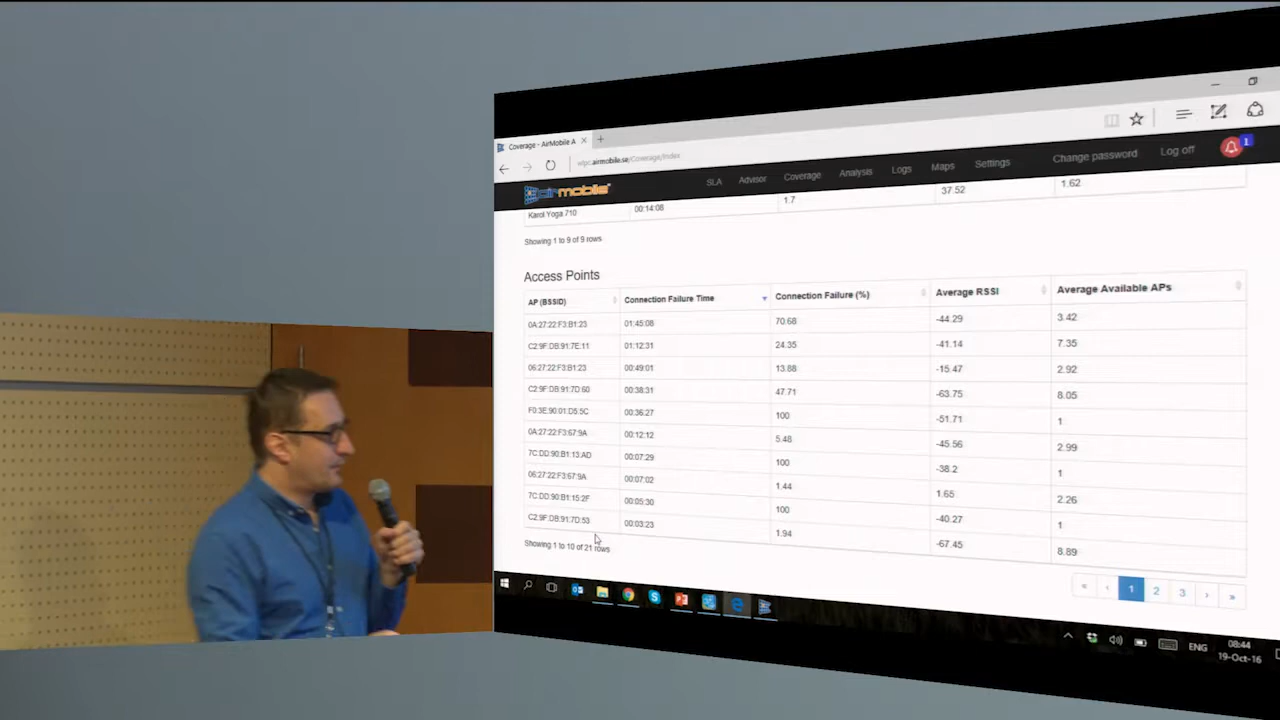 Coverage - AirMobile A
wlpc.airmobile.se/Coverage/Index
airmobile
SLA Advisor Coverage Analysis Logs Maps Settings Change password Log off 1
Karol Yoga 710 00:14:08 1.7 37.52 1.62
Showing 1 to 9 of 9 rows
Access Points
AP (BSSID) Connection Failure Time Connection Failure (%) Average RSSI Average Available APs
0A:27:22:F3:B1:23 01:45:08 70.68 -44.29 3.42
C2:9F:DB:91:7E:11 01:12:31 24.35 -41.14 7.35
06:27:22:F3:B1:23 00:49:01 13.88 -15.47 2.92
C2:9F:DB:91:7D:60 00:38:31 47.71 -63.75 8.05
F0:3E:90:01:D5:5C 00:36:27 100 -51.71 1
0A:27:22:F3:67:9A 00:12:12 5.48 -45.56 2.99
7C:DD:90:B1:13:AD 00:07:29 100 -38.2 1
06:27:22:F3:67:9A 00:07:02 1.44 1.65 2.26
7C:DD:90:B1:15:2F 00:05:30 100 -40.27 1
C2:9F:DB:91:7D:53 00:03:23 1.94 -67.45 8.89
Showing 1 to 10 of 21 rows
« ‹ 1 2 3 › »
ENG
08:44
19-Oct-16